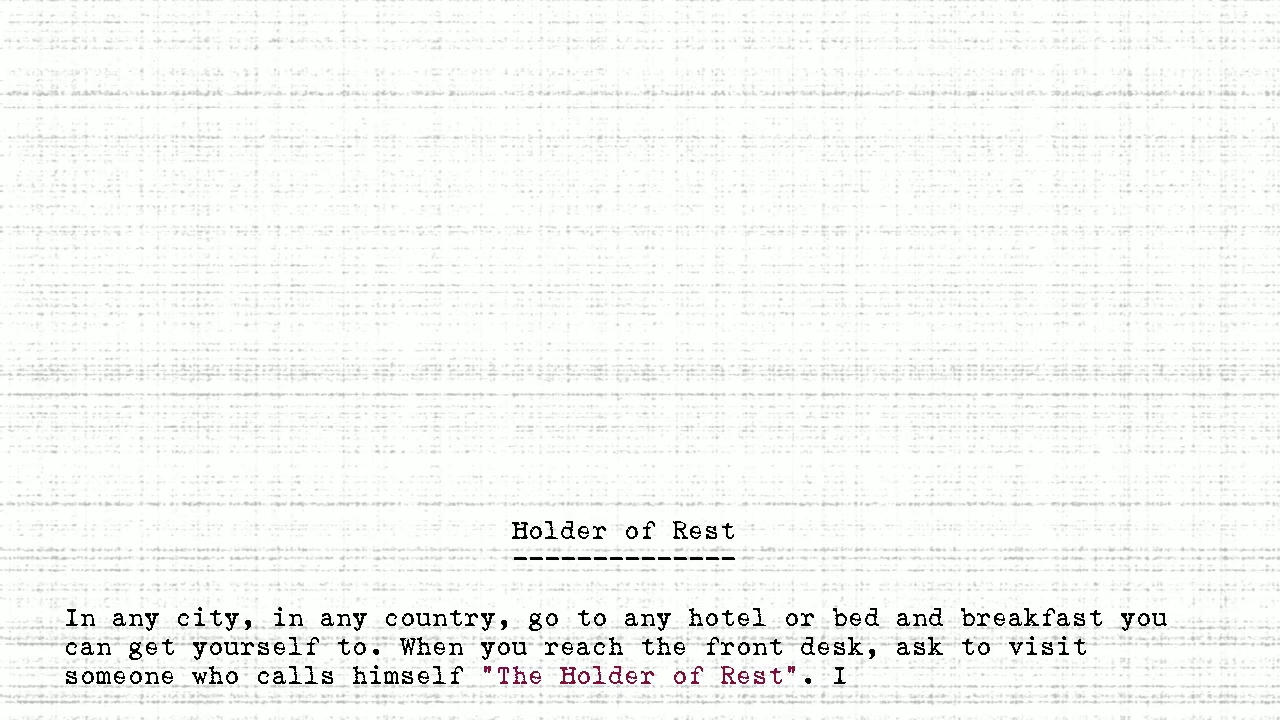 Holder of Rest
--------------
In any city, in any country, go to any hotel or bed and breakfast you
can get yourself to. When you reach the front desk, ask to visit
someone who calls himself "The Holder of Rest". I